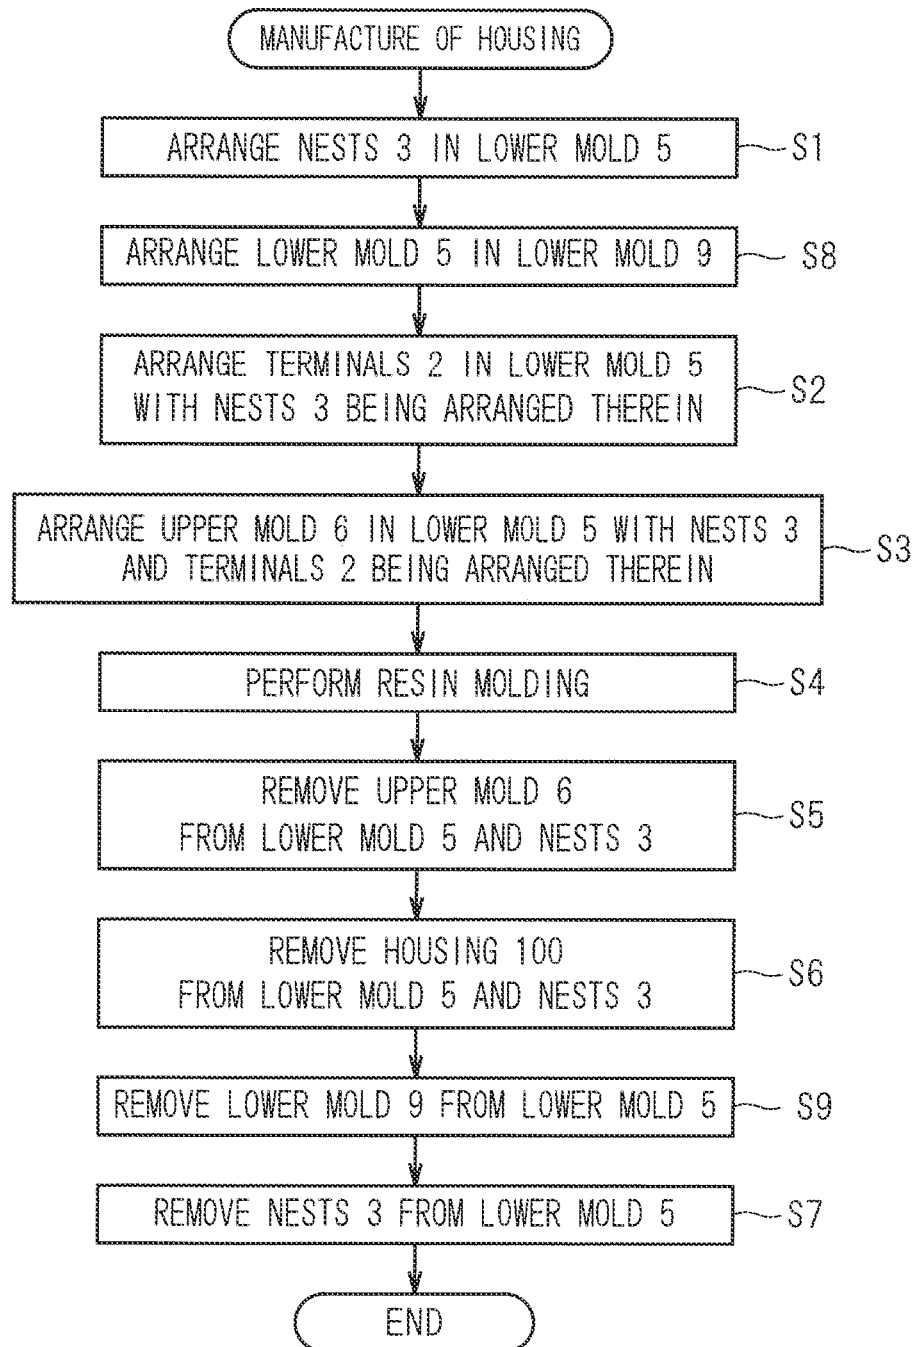 MANUFACTURE OF HOUSING
ARRANGE NESTS 3 IN LOWER MOLD 5
S1
ARRANGE LOWER MOLD 5 IN LOWER MOLD 9
S8
ARRANGE TERMINALS 2 IN LOWER MOLD 5
WITH NESTS 3 BEING ARRANGED THEREIN
S2
ARRANGE UPPER MOLD 6 IN LOWER MOLD 5 WITH NESTS 3
AND TERMINALS 2 BEING ARRANGED THEREIN
S3
PERFORM RESIN MOLDING
S4
REMOVE UPPER MOLD 6
FROM LOWER MOLD 5 AND NESTS 3
S5
REMOVE HOUSING 100
FROM LOWER MOLD 5 AND NESTS 3
S6
REMOVE LOWER MOLD 9 FROM LOWER MOLD 5
S9
REMOVE NESTS 3 FROM LOWER MOLD 5
S7
END